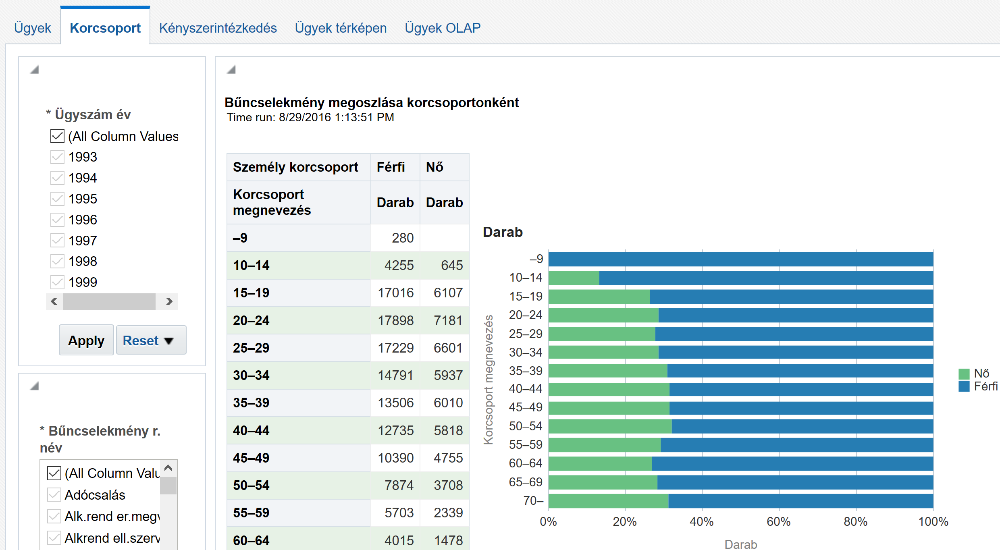 Ügyek Korcsoport Kényszerintézkedés Ügyek térképen Ügyek OLAP
* Ügyszám év
(All Column Values
1993
1994
1995
1996
1997
1998
1999
Apply Reset
* Bűncselekmény r.
név
(All Column Valu
Adócsalás
Alk.rend er.megv
Alkrend ell.szerv
Bűncselekmény megoszlása korcsoportonként
Time run: 8/29/2016 1:13:51 PM
Személy korcsoport Férfi Nő
Korcsoport
megnevezés Darab Darab
–9 280
10–14 4255 645
15–19 17016 6107
20–24 17898 7181
25–29 17229 6601
30–34 14791 5937
35–39 13506 6010
40–44 12735 5818
45–49 10390 4755
50–54 7874 3708
55–59 5703 2339
60–64 4015 1478
Darab
Korcsoport megnevezés
–9
10–14
15–19
20–24
25–29
30–34
35–39
40–44
45–49
50–54
55–59
60–64
65–69
70–
0% 20% 40% 60% 80% 100%
Darab
Nő
Férfi